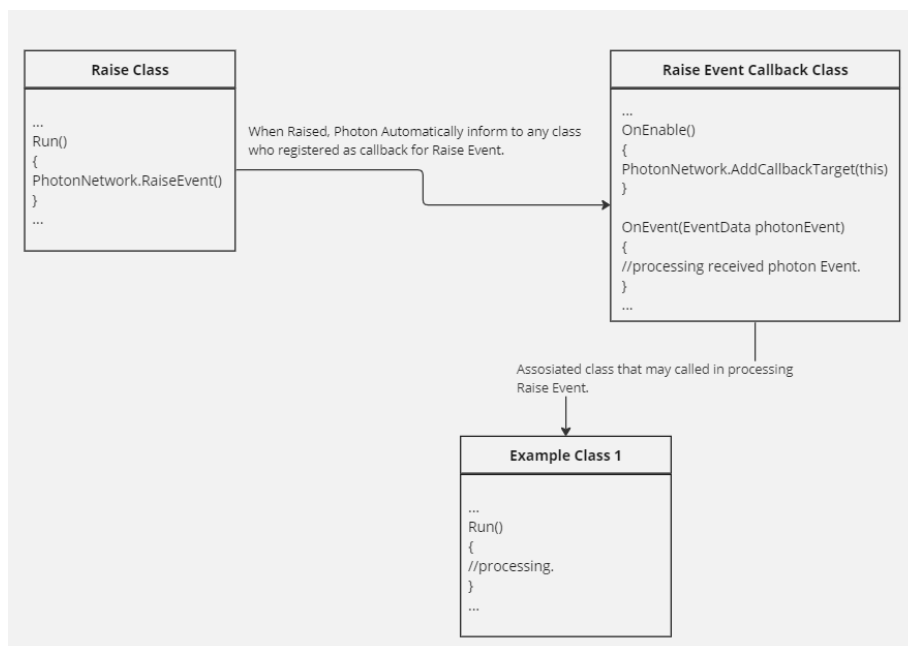 Raise Class
...
Run()
{
PhotonNetwork.RaiseEvent()
}
...
When Raised, Photon Automatically inform to any class
who registered as callback for Raise Event.
Raise Event Callback Class
...
OnEnable()
{
PhotonNetwork.AddCallbackTarget(this)
}
OnEvent(EventData photonEvent)
{
//processing received photon Event.
}
...
Assosiated class that may called in processing
Raise Event.
Example Class 1
...
Run()
{
//processing.
}
...